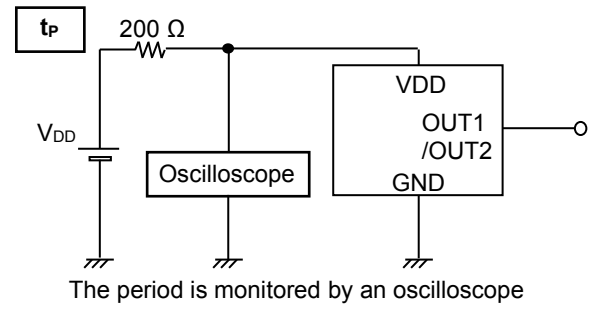 tP
200 Ω
VDD
VDD
OUT1
/OUT2
Oscilloscope
GND
The period is monitored by an oscilloscope